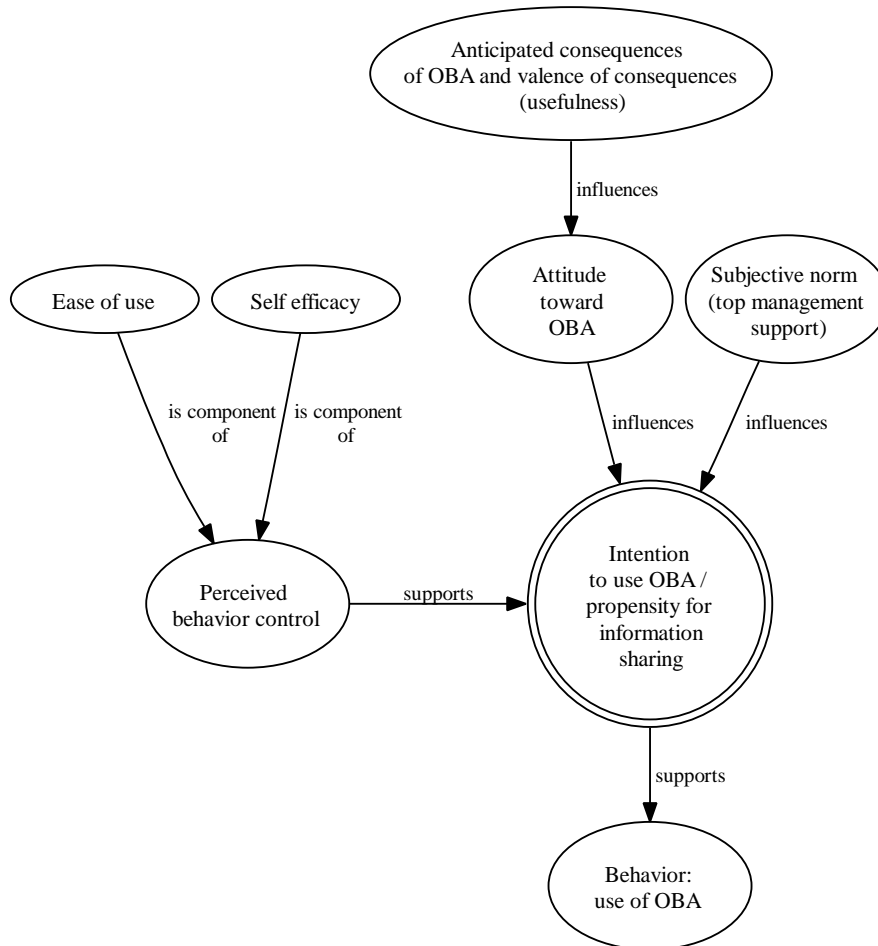 Anticipated consequences
of OBA and valence of consequences
(usefulness)
influences
Ease of use
Self efficacy
Attitude
toward
OBA
Subjective norm
(top management
support)
is component
of
is component
of
influences
influences
Perceived
behavior control
supports
Intention
to use OBA /
propensity for
information
sharing
supports
Behavior:
use of OBA